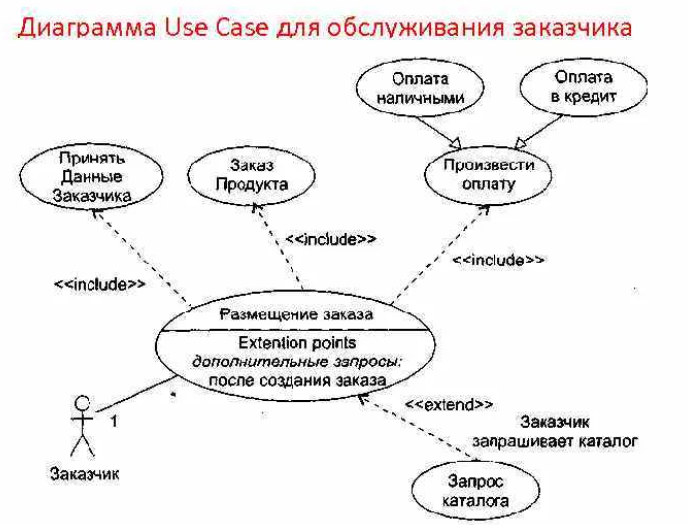 Диаграмма Use Case для обслуживания заказчика
Оплата
наличными
Оплата
в кредит
Принять
Данные
Заказчика
Заказ
Продукта
Произвести
оплату
<<include>>
<<include>>
<<include>>
Размещение заказа
Extention points
дополнительные запросы:
после создания заказа
1
Заказчик
<<extend>>
Заказчик
запрашивает каталог
Запрос
каталога